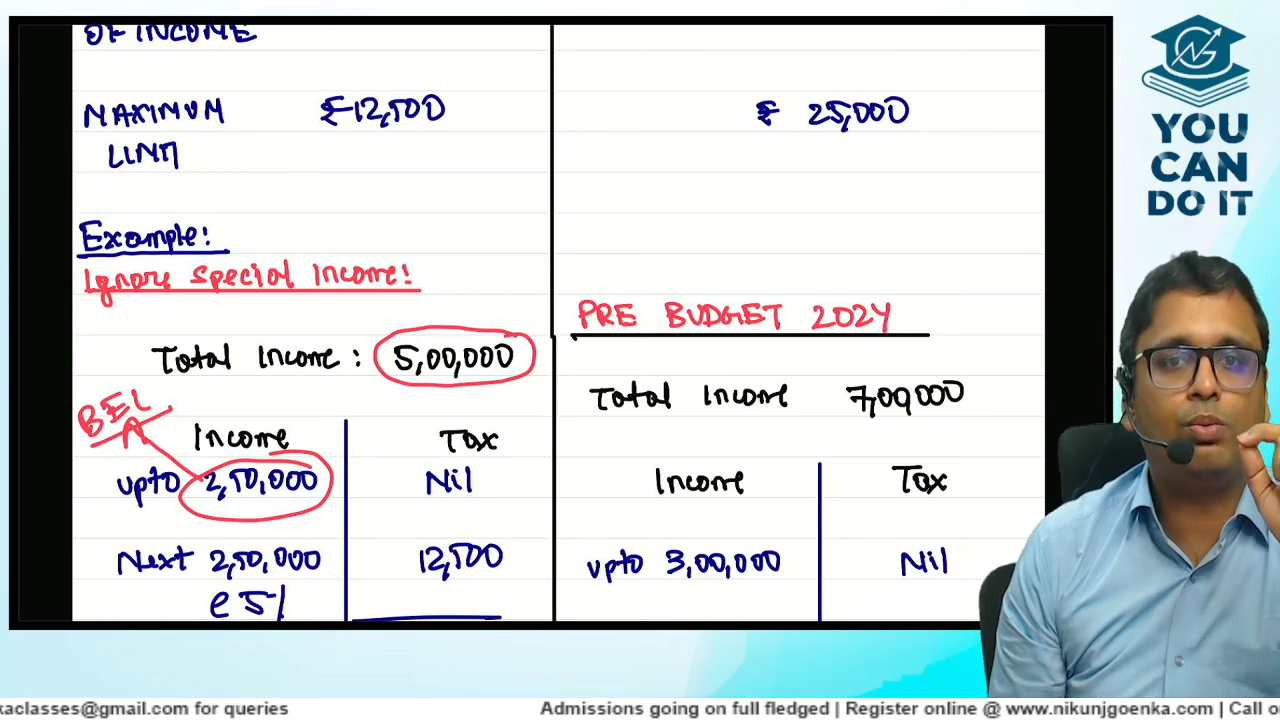 OF INCOME
MAXIMUM ₹ 12,500 ₹ 25,000
LIMIT
Example:
Ignore Special Income!
PRE BUDGET 2024
Total Income : 5,00,000
Total Income 7,00,000
BEL
Income Tax
upto 2,50,000 Nil
Income Tax
Next 2,50,000 12,500
upto 3,00,000 Nil
@ 5%
NG
YOU
CAN
DO IT
kaclasses@gmail.com for queries
Admissions going on full fledged | Register online @ www.nikunjgoenka.com | Call o